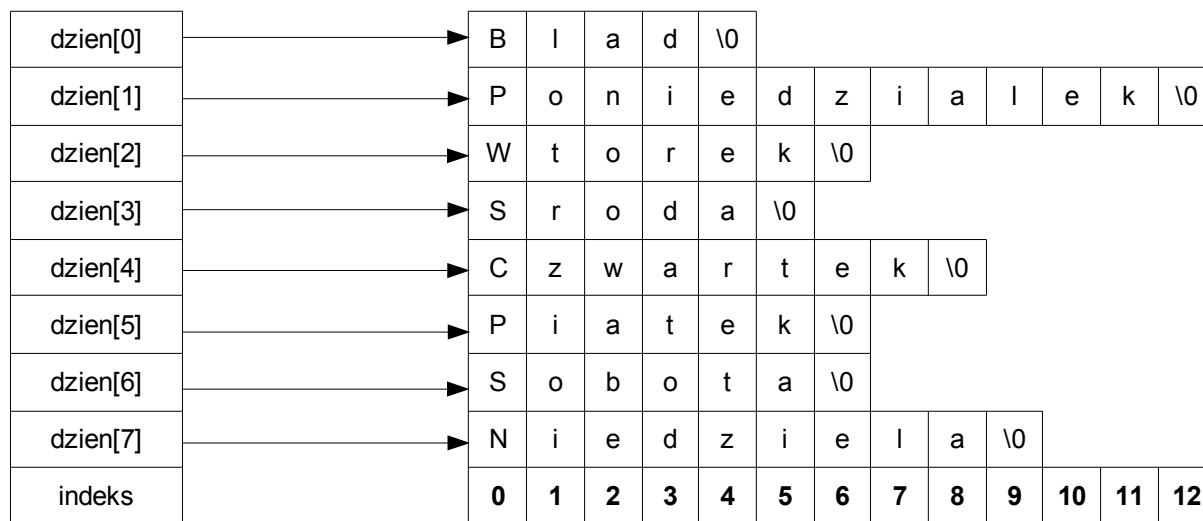 dzien[0] B l a d \0
dzien[1] P o n i e d z i a l e k \0
dzien[2] W t o r e k \0
dzien[3] S r o d a \0
dzien[4] C z w a r t e k \0
dzien[5] P i a t e k \0
dzien[6] S o b o t a \0
dzien[7] N i e d z i e l a \0
indeks 0 1 2 3 4 5 6 7 8 9 10 11 12